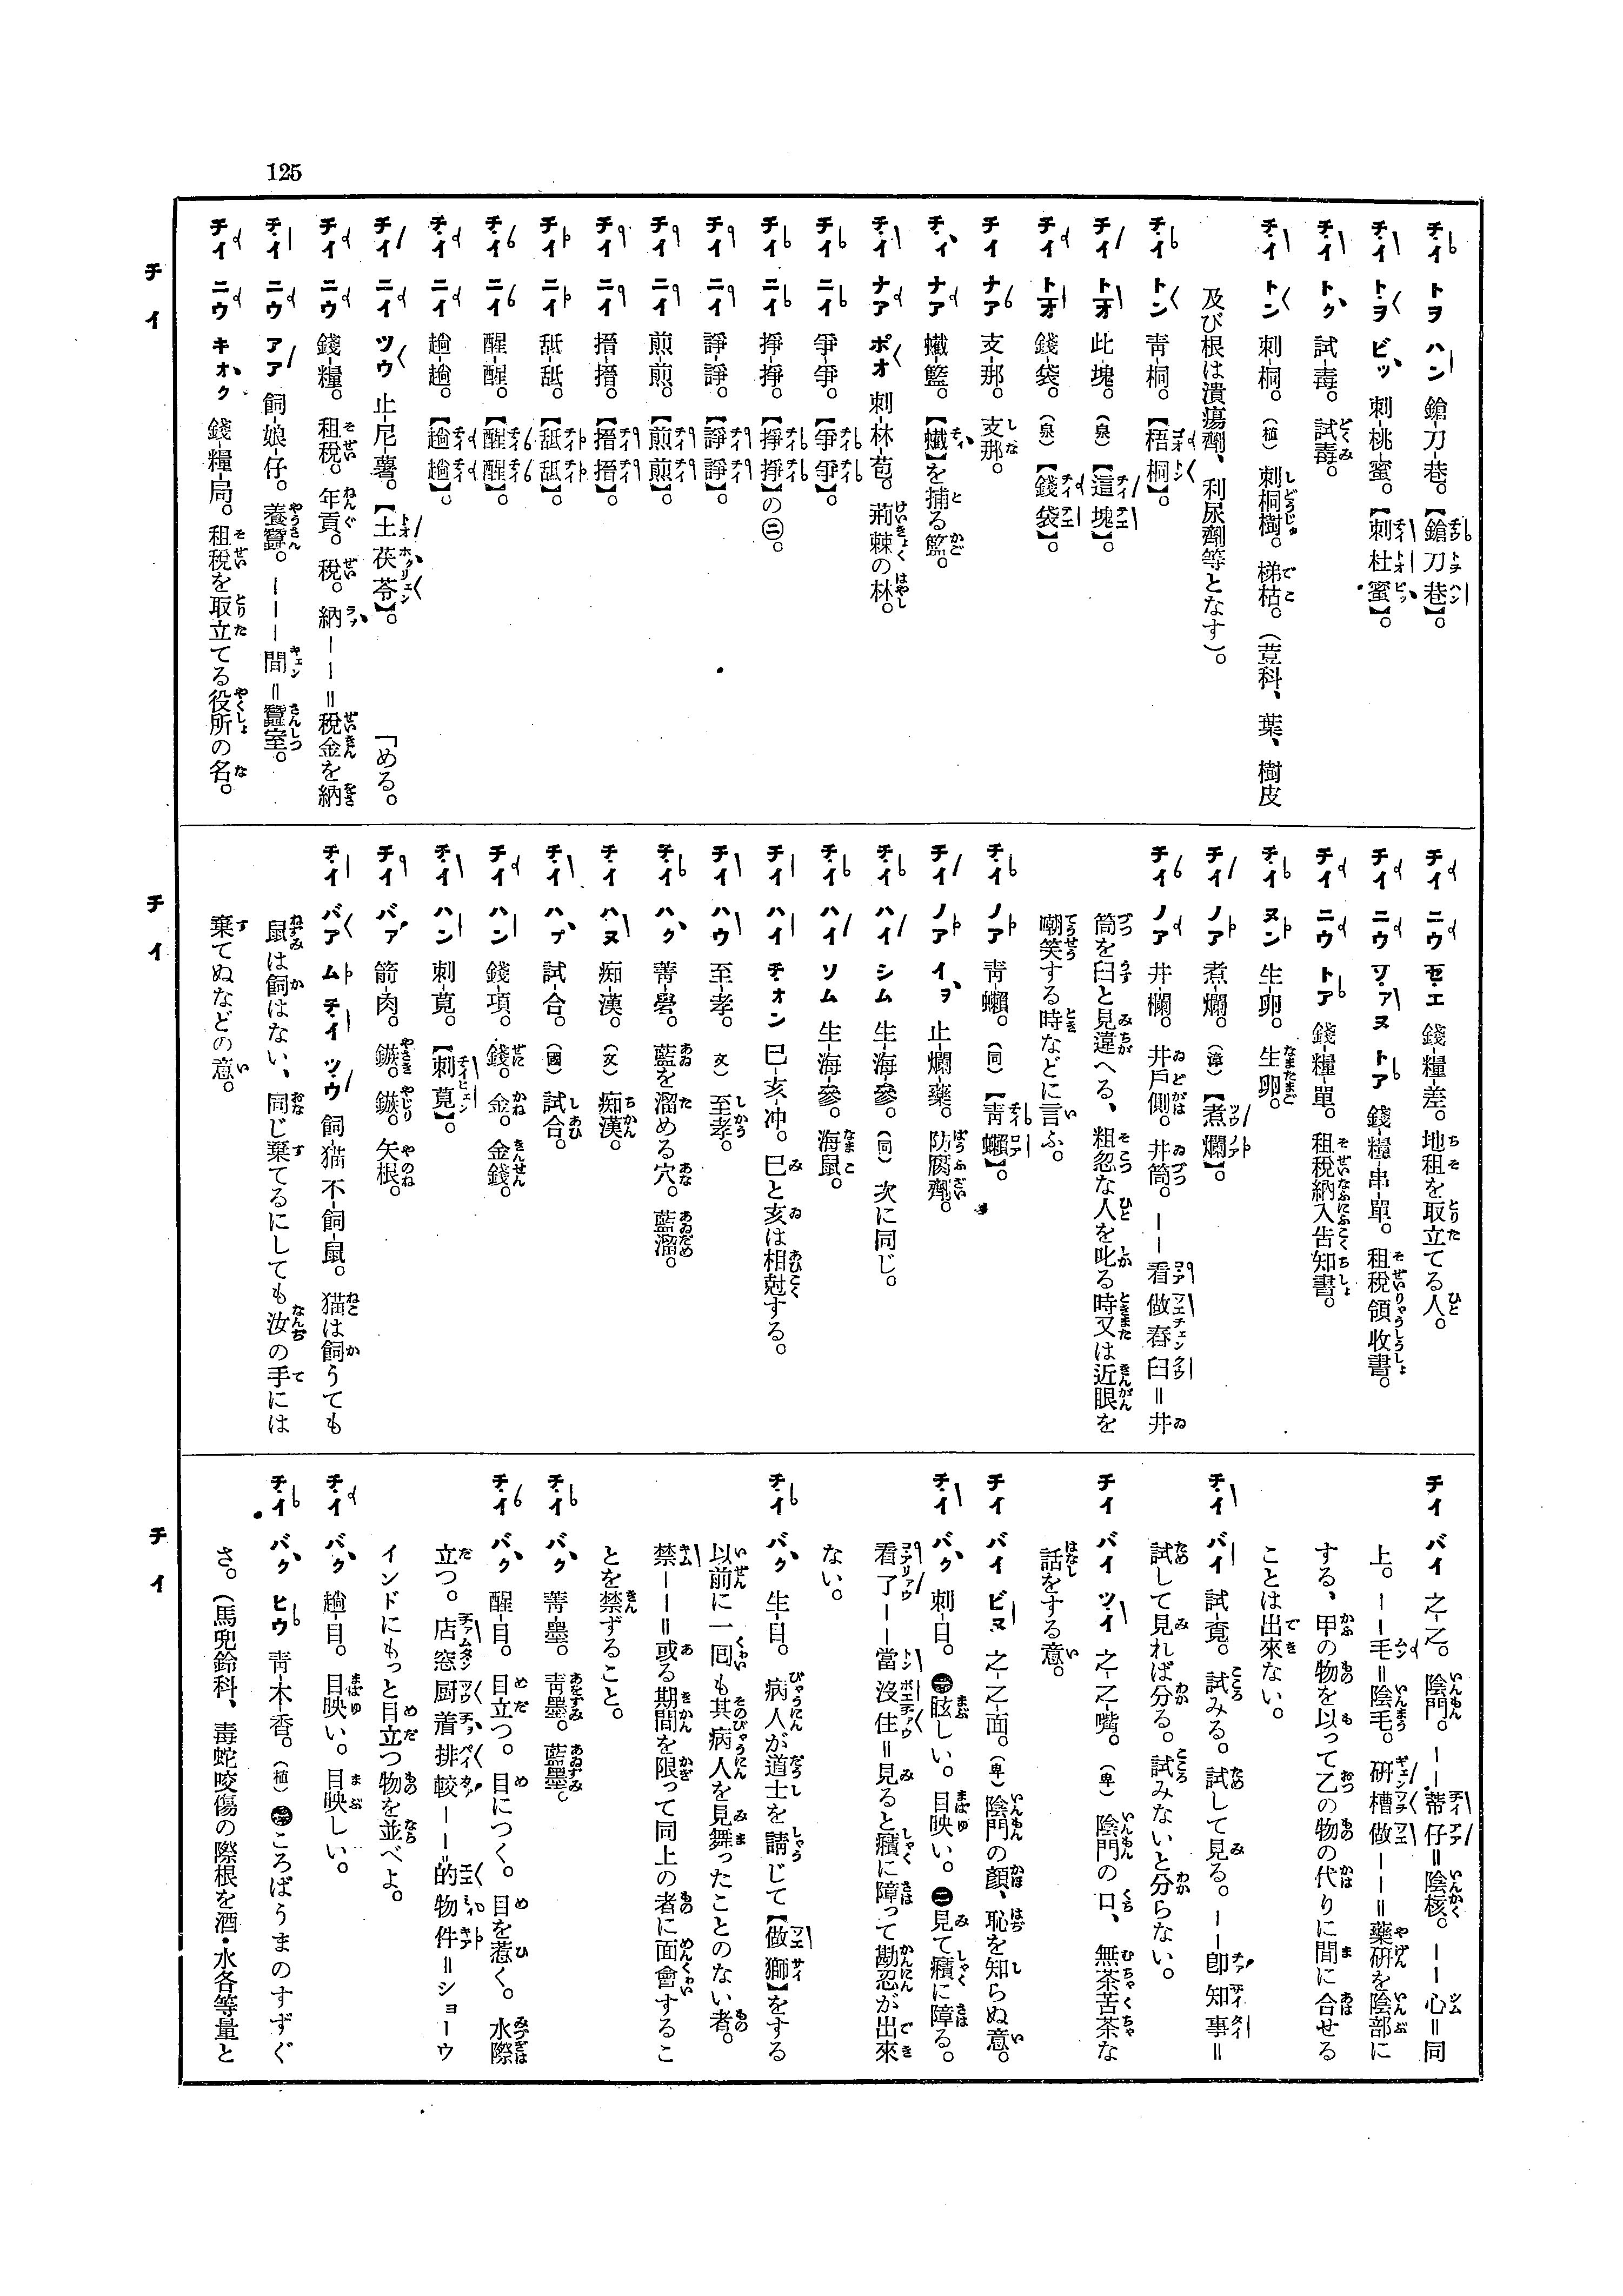 125
チイ トヲ ハン 鎗-刀-巷。【鎗刀巷】。
チイ トヲ ビッ 刺-桃-蜜。【刺杜蜜】。
チイ トク 試-毒。試毒。
チイ トン 刺-桐。(植)刺桐樹。梯枯。(荳科、葉、樹皮
及び根は潰瘍劑、利尿劑等となす)。
チイ トン 靑-桐。【梧桐】。
チイ トオ 此-塊。(泉)【這塊】。
チイ トオ 錢-袋。(泉)【錢袋】。
チイ ナア 支-那。支那。
チイ ナア 蠘-籃。【蠘】を捕る籃。
チイ ナア ポオ 刺-林-苞。荊棘の林。
チイ ニイ 爭-爭。【爭爭】。
チイ ニイ 掙-掙。【掙掙】の㊁。
チイ ニイ 諍-諍。【諍諍】。
チイ ニイ 煎-煎。【煎煎】。
チイ ニイ 搢-搢。【搢搢】。
チイ ニイ 舐-舐。【舐舐】。
チイ ニイ 醒-醒。【醒醒】。
チイ ニイ 趟-趟。【趟趟】。
チイ ニイ ツウ 止-尼-薯。【土茯苓】。 「める。
チイ ニウ 錢-糧。租稅。年貢。稅。納---=稅金を納
チイ ニウ アア 飼-娘-仔。養蠶。---間=蠶室。
チイ ニウ キオク 錢-糧-局。租稅を取立てる役所の名。
チイ ニウ セエ 錢-糧-差。地租を取立てる人。
チイ ニウ ツァヌ トア 錢-糧-串-單。租稅領收書。
チイ ニウ トア 錢-糧-單。租稅納入吿知書。
チイ ヌン 生-卵。生卵。
チイ ノア 煮-爛。(漳)【煮爛】。
チイ ノア 井-欄。井戶側。井筒。--看做舂臼=井
筒を臼と見違へる、粗忽な人を叱る時又は近眼を
嘲笑する時などに言ふ。
チイ ノア 靑-蠟。(同)【靑蠟】。
チイ ノア イヲ 止-爛-藥。防腐劑。
チイ ハイ シム 生-海-參。(同)次に同じ。
チイ ハイ ソム 生-海-參。海鼠。
チイ ハイ チオン 巳-亥-冲。巳と亥は相尅する。
チイ ハウ 至-孝。(文)至孝。
チイ ハク 菁-礐。藍を溜める穴。藍溜。
チイ ハヌ 痴-漢。(文)痴漢。
チイ ハプ 試-合。(國)試合。
チイ ハン 錢-項。錢。金。金錢。
チイ ハン 刺-莧。【刺莧】。
チイ バァ 箭-肉。鏃。鏃。矢根。
チイ バア ム チイ ツウ 飼-猫 不-飼-鼠。猫は飼うても
鼠は飼はない、同じ棄てるにしても汝の手には
棄てぬなどの意。
チイ バイ 之-之。陰門。--蒂仔=陰核。--心=同
上。--毛=陰毛。硏槽做--=藥硏を陰部に
する、甲の物を以って乙の物の代りに間に合せる
ことは出來ない。
チイ バイ 試-覔。試みる。試して見る。--卽知事=
試して見れば分る。試みないと分らない。
チイ バイ ツイ 之-之-嘴。(卑)陰門の口、無茶苦茶な
話をする意。
チイ バイ ビヌ 之-之-面。(卑)陰門の顏、恥を知らぬ意。
チイ バク 刺-目。㊀眩しい。目映い。㊁見て癪に障る。
看了--當沒住=見ると癪に障って勘忍が出來
ない。
チイ バク 生-目。病人が道士を請じて【做獅】をする
以前に一囘も其病人を見舞ったことのない者。
禁--=或る期間を限って同上の者に面會するこ
とを禁ずること。
チイ バク 菁-墨。靑墨。藍墨。
チイ バク 醒-目。目立つ。目につく。目を惹く。水際
立つ。店窓厨着排較--=的物件=ショーウ
インドにもっと目立つ物を並べよ。
チイ バク 趟-目。目映い。目映しい。
チイ バク ヒウ 靑-木-香。(植)㊀ころばうまのすずぐ
さ。(馬兜鈴科、毒蛇咬傷の際根を酒・水各等量と
チイ
チイ
チイ